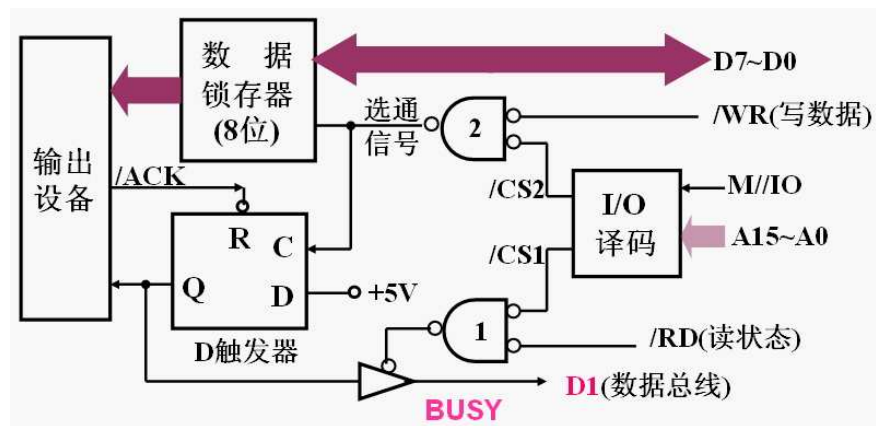 数 据
锁存器
(8位)
D7~D0
选通
信号
2
/WR(写数据)
输出
设备
/ACK
/CS2
I/O
译码
M//IO
A15~A0
R
C
/CS1
Q
D
+5V
D触发器
1
/RD(读状态)
D1(数据总线)
BUSY